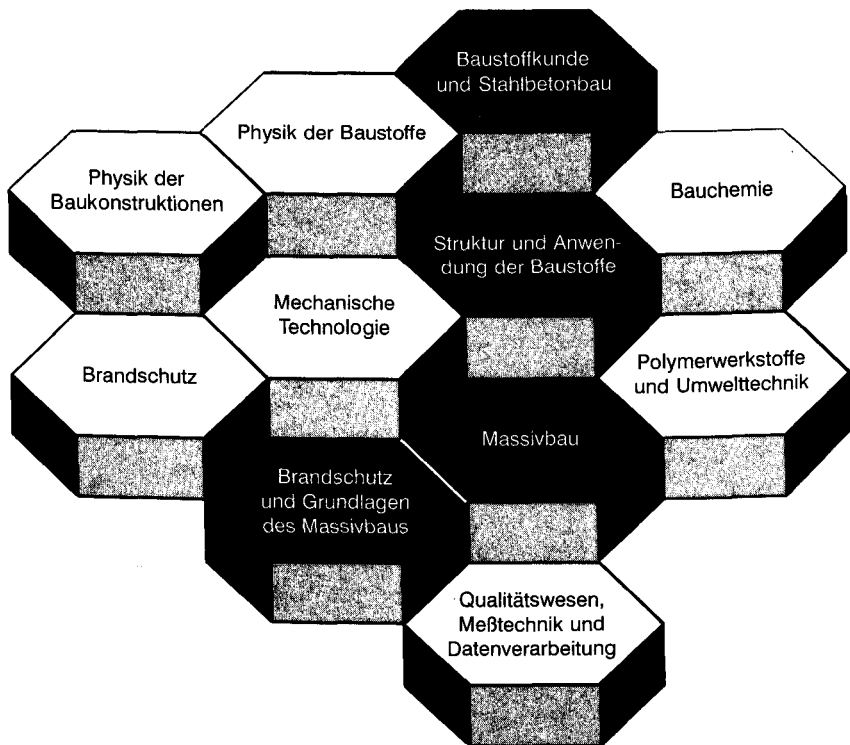 Baustoffkunde
und Stahlbetonbau
Physik der Baustoffe
Physik der
Baukonstruktionen
Bauchemie
Struktur und Anwen-
dung der Baustoffe
Mechanische
Technologie
Brandschutz
Polymerwerkstoffe
und Umwelttechnik
Massivbau
Brandschutz
und Grundlagen
des Massivbaus
Qualitätswesen,
Meßtechnik und
Datenverarbeitung